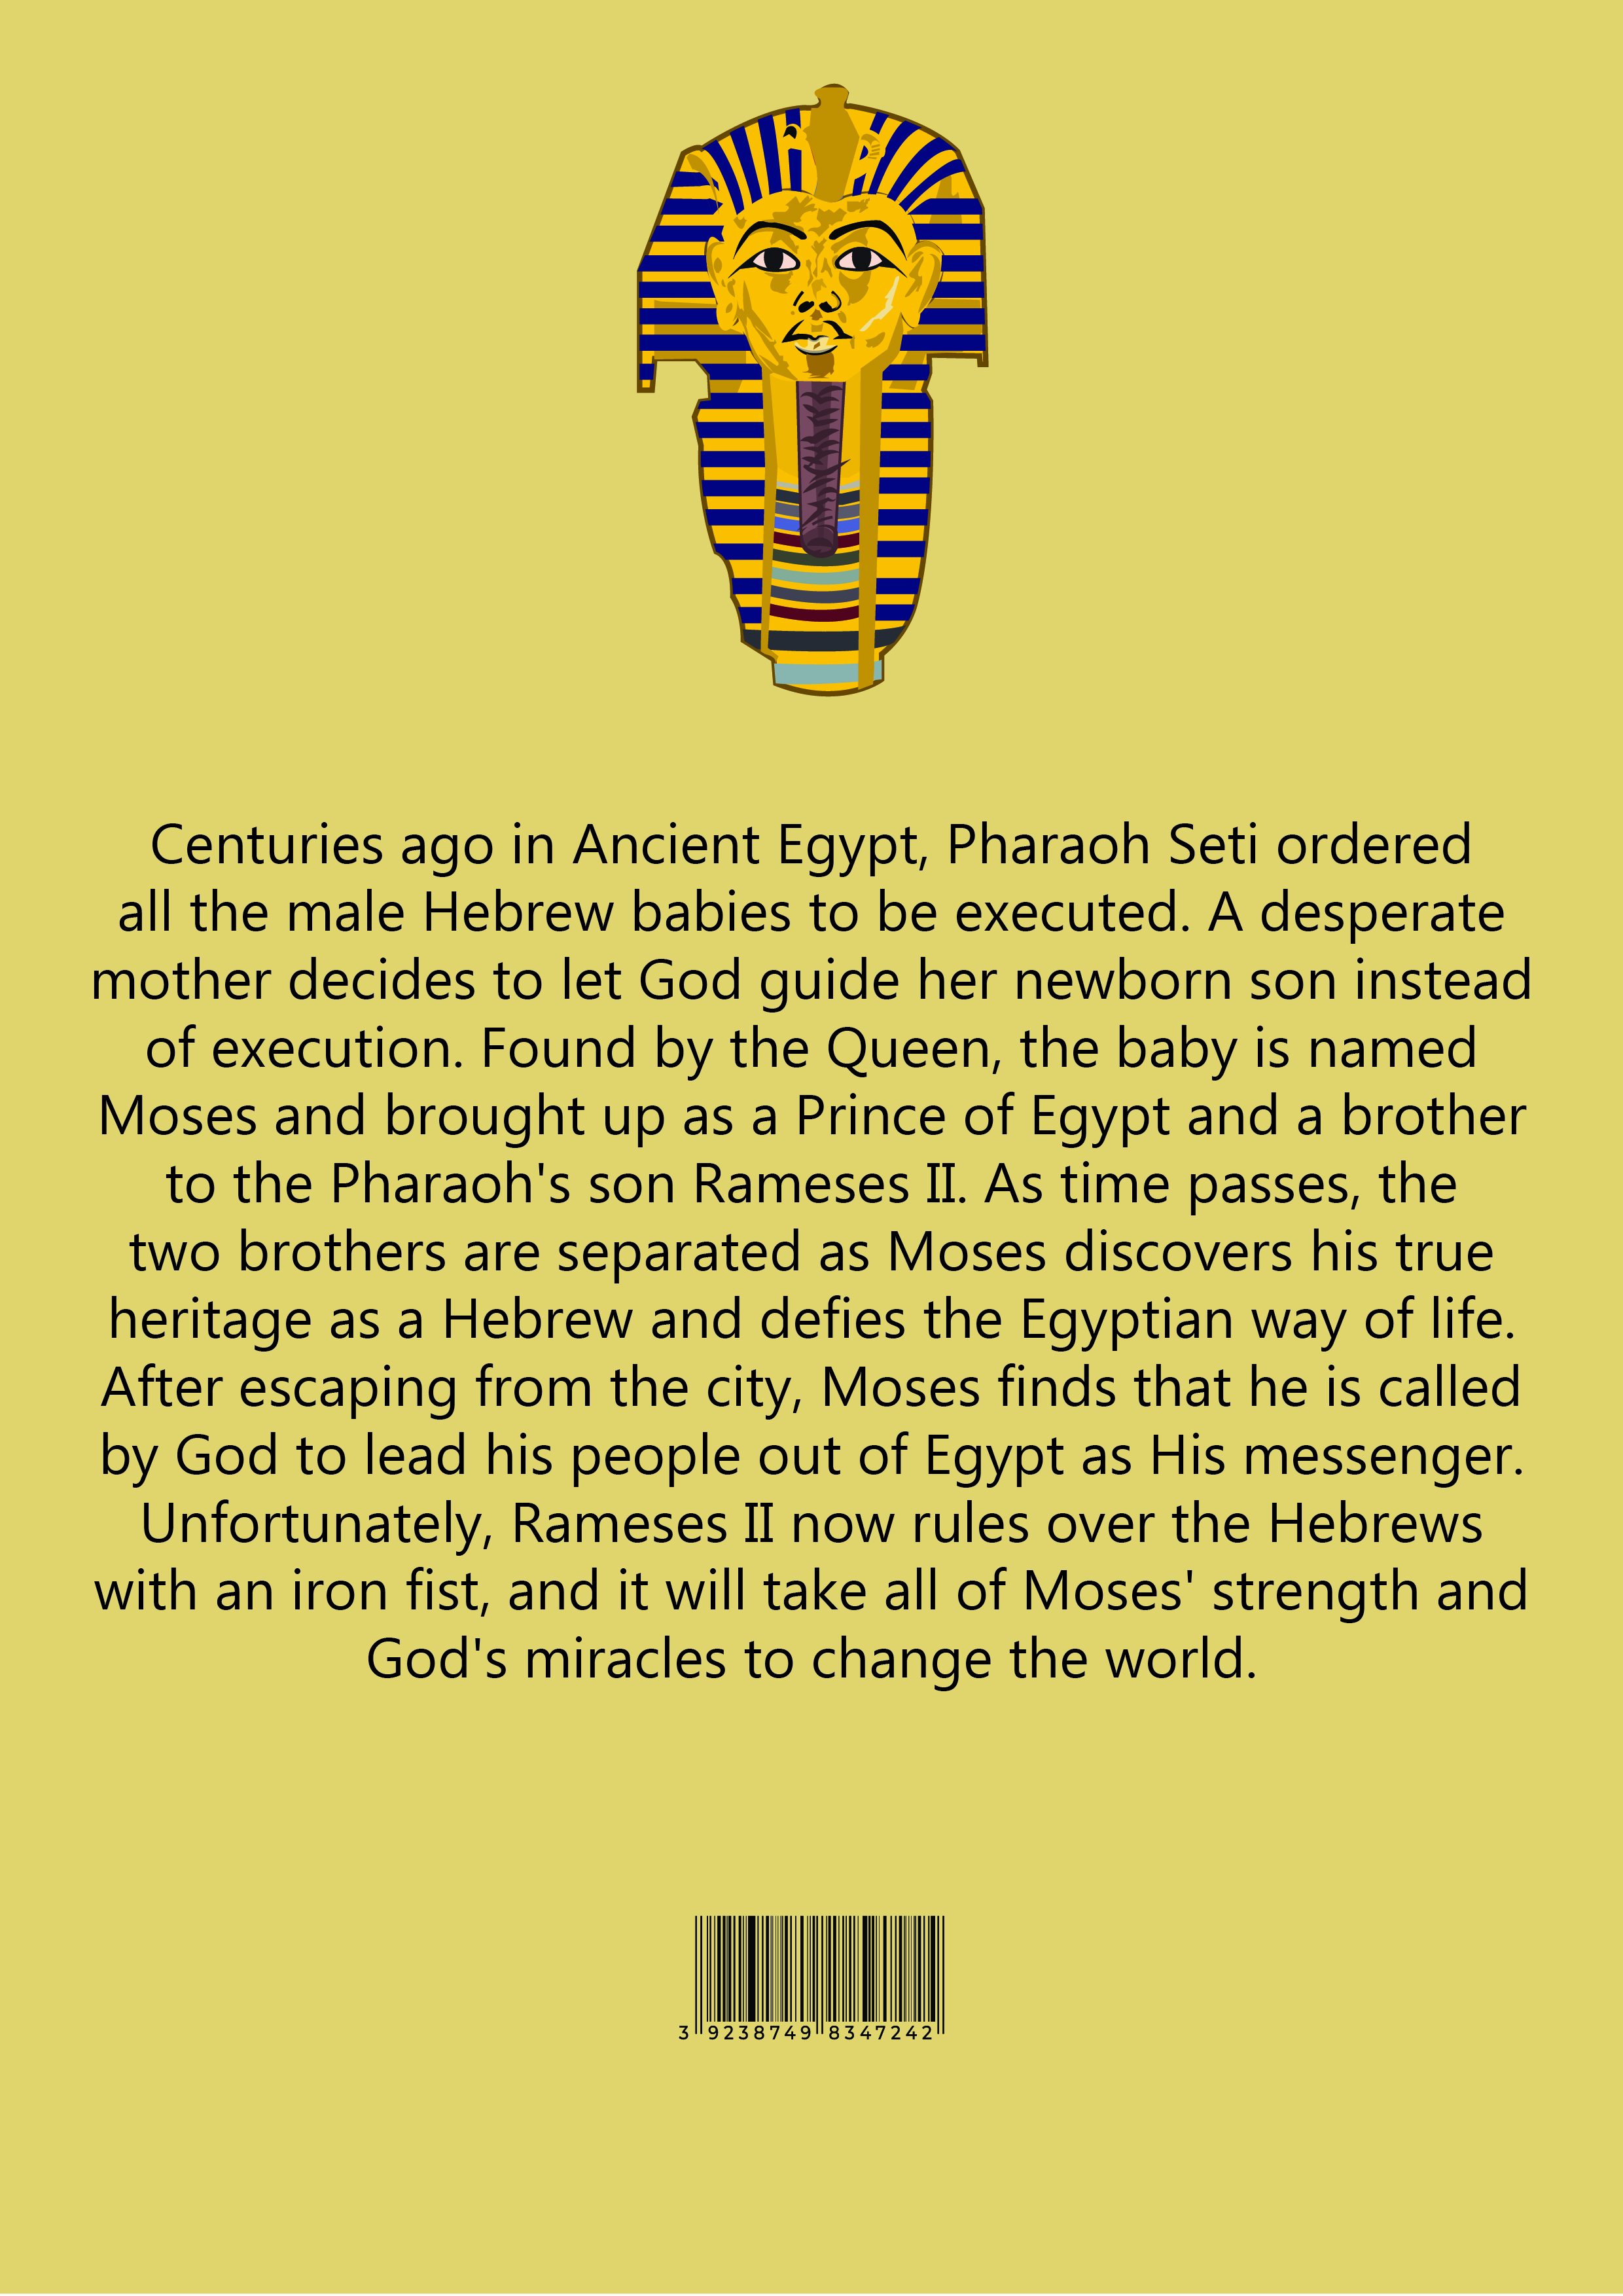 Centuries ago in Ancient Egypt, Pharaoh Seti ordered
all the male Hebrew babies to be executed. A desperate
mother decides to let God guide her newborn son instead
of execution. Found by the Queen, the baby is named
Moses and brought up as a Prince of Egypt and a brother
to the Pharaoh's son Rameses II. As time passes, the
two brothers are separated as Moses discovers his true
heritage as a Hebrew and defies the Egyptian way of life.
After escaping from the city, Moses finds that he is called
by God to lead his people out of Egypt as His messenger.
Unfortunately, Rameses II now rules over the Hebrews
with an iron fist, and it will take all of Moses' strength and
God's miracles to change the world.
3 9238749 8347242